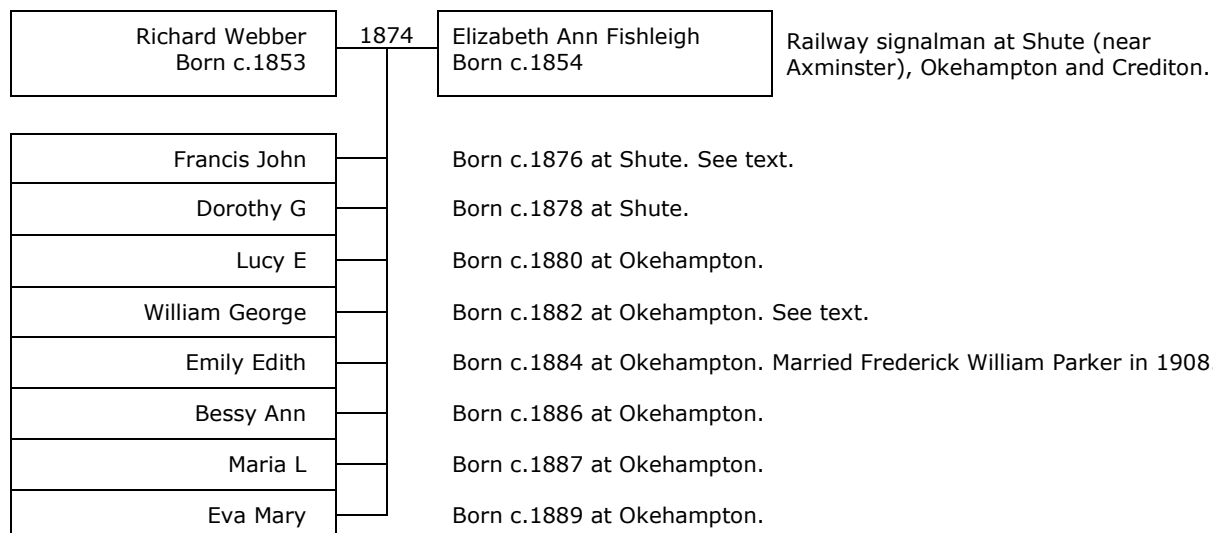 Richard Webber
Born c.1853
1874
Elizabeth Ann Fishleigh
Born c.1854
Railway signalman at Shute (near
Axminster), Okehampton and Crediton.
Francis John
Born c.1876 at Shute. See text.
Dorothy G
Born c.1878 at Shute.
Lucy E
Born c.1880 at Okehampton.
William George
Born c.1882 at Okehampton. See text.
Emily Edith
Born c.1884 at Okehampton. Married Frederick William Parker in 1908
Bessy Ann
Born c.1886 at Okehampton.
Maria L
Born c.1887 at Okehampton.
Eva Mary
Born c.1889 at Okehampton.